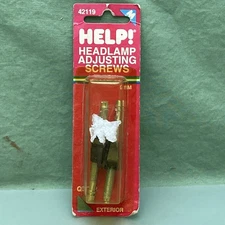 42119
HELP!
HEADLAMP
ADJUSTING
SCREWS
EXTERIOR